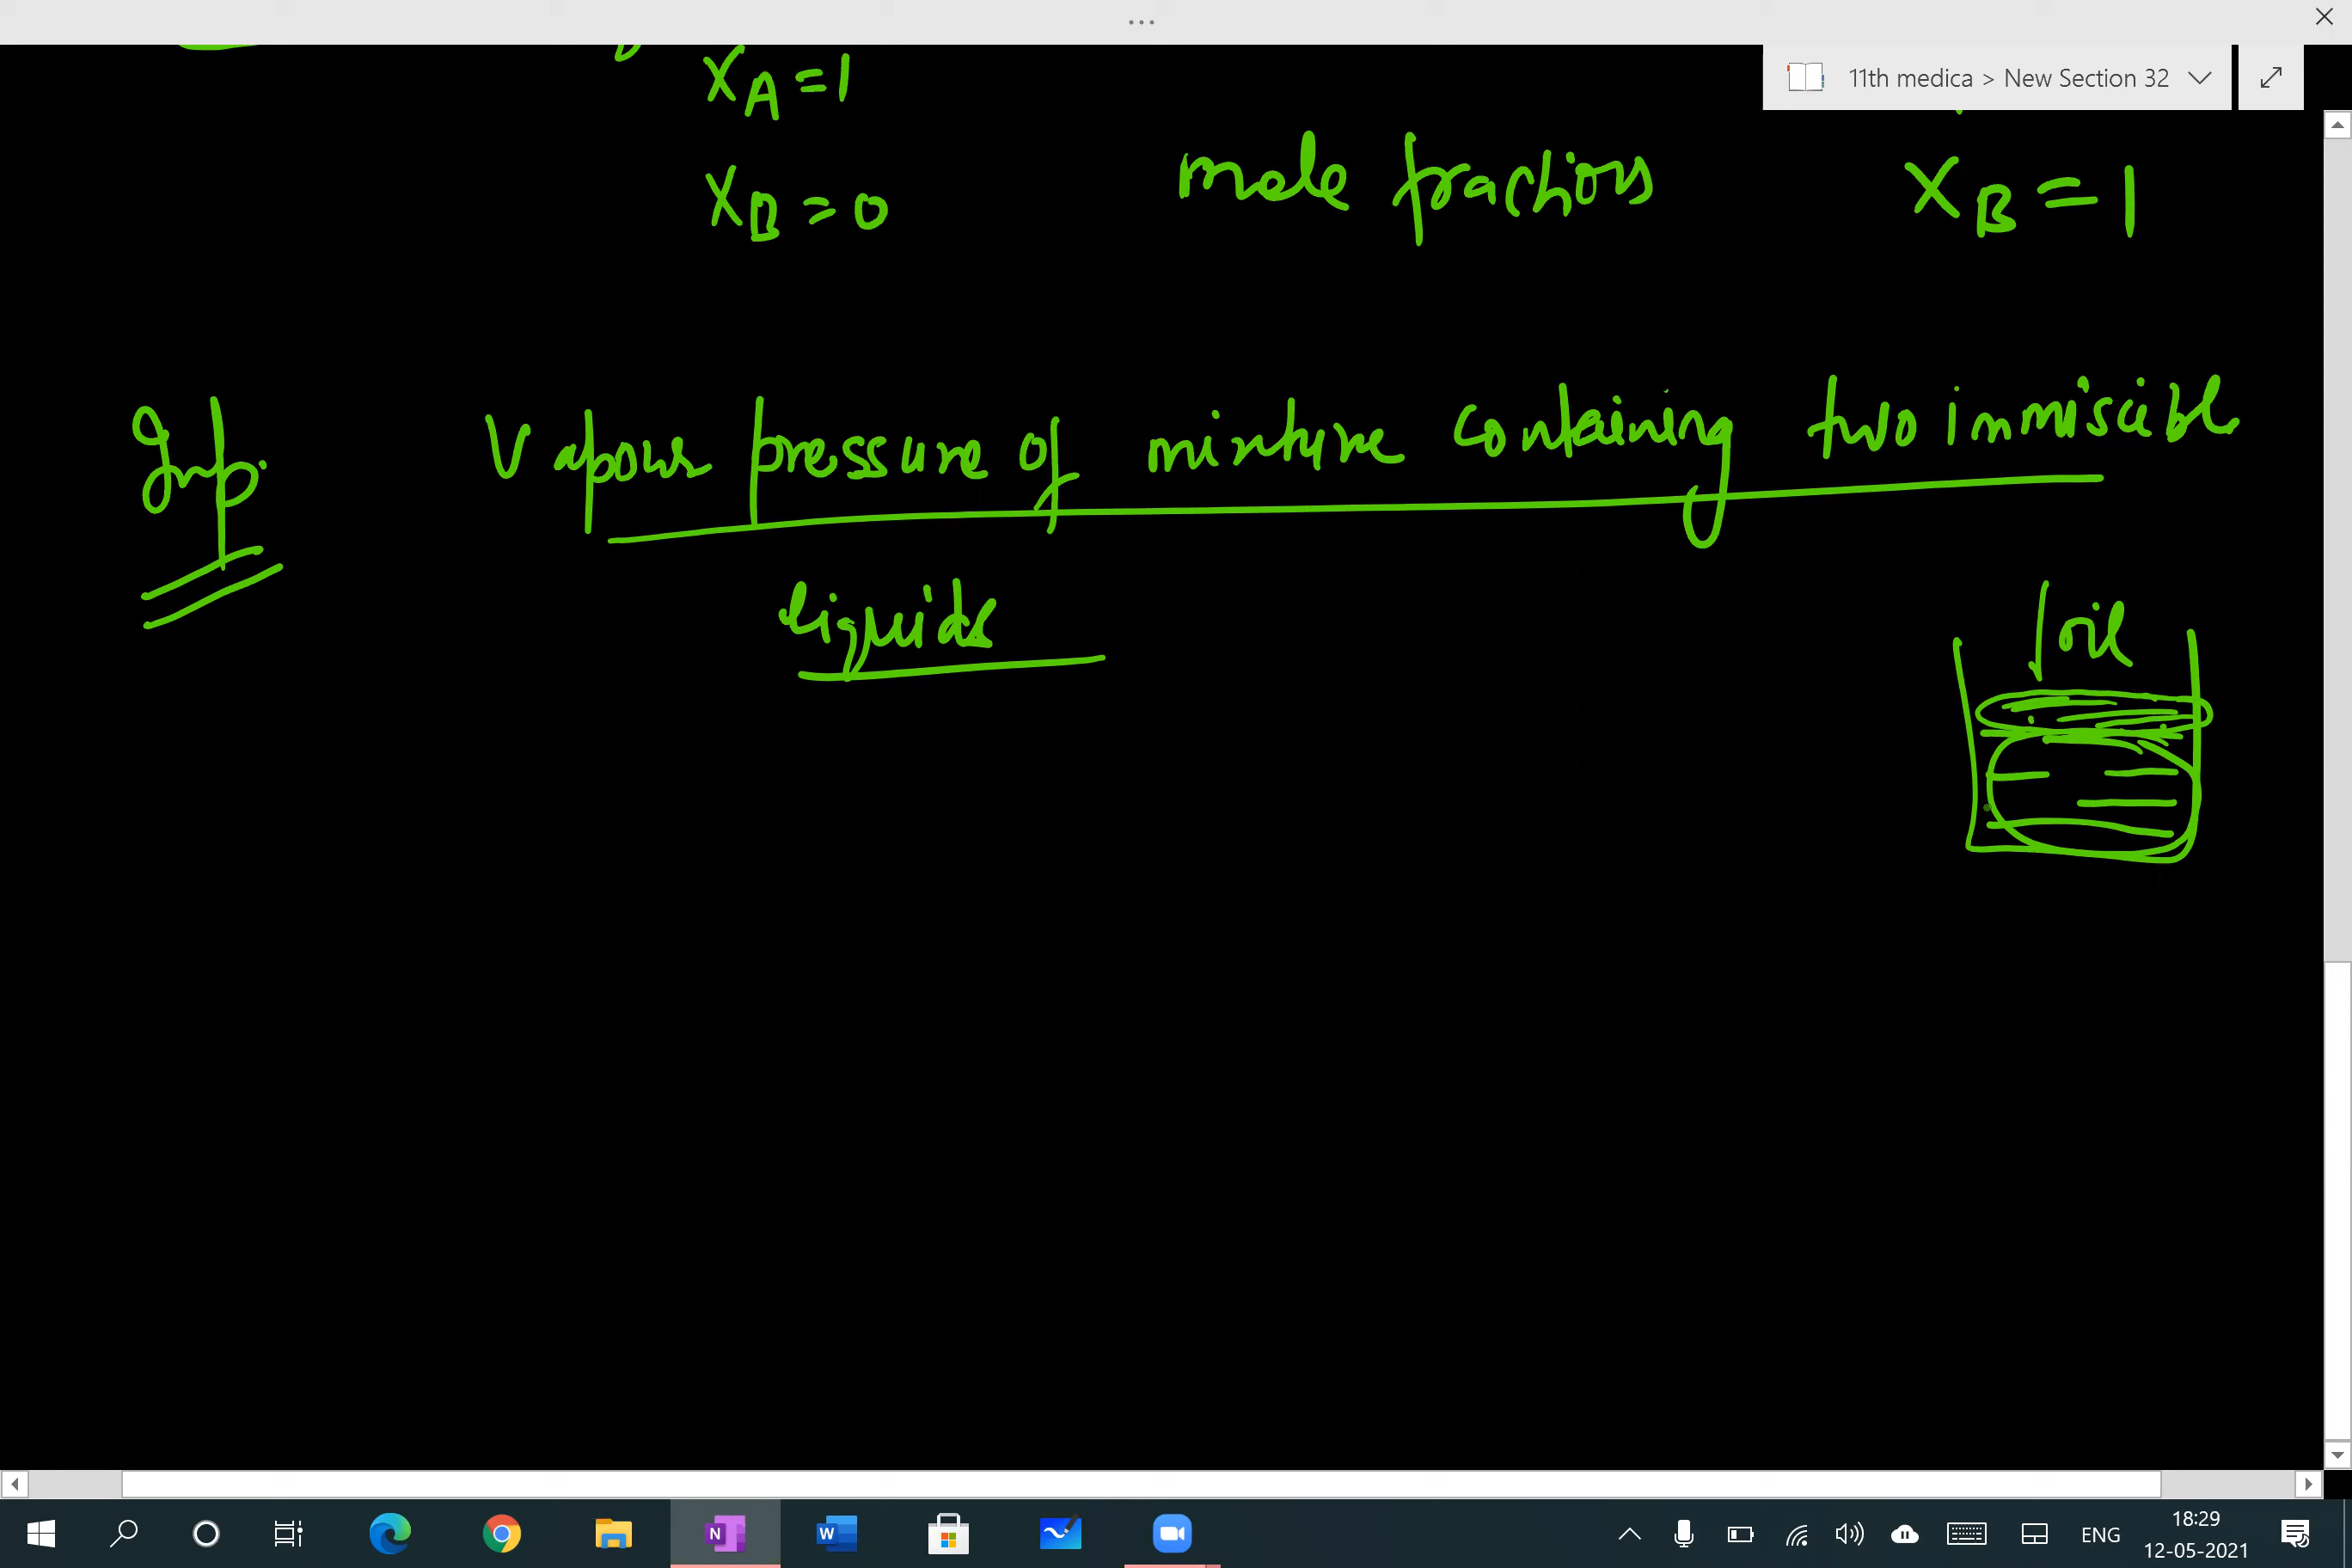 11th medica > New Section 32
XA=1
mole fractions
XB=0
XB=1
Imp.
Vapour pressure of mixture containing two immiscible
liquids
oil
ENG
18:29
12-05-2021